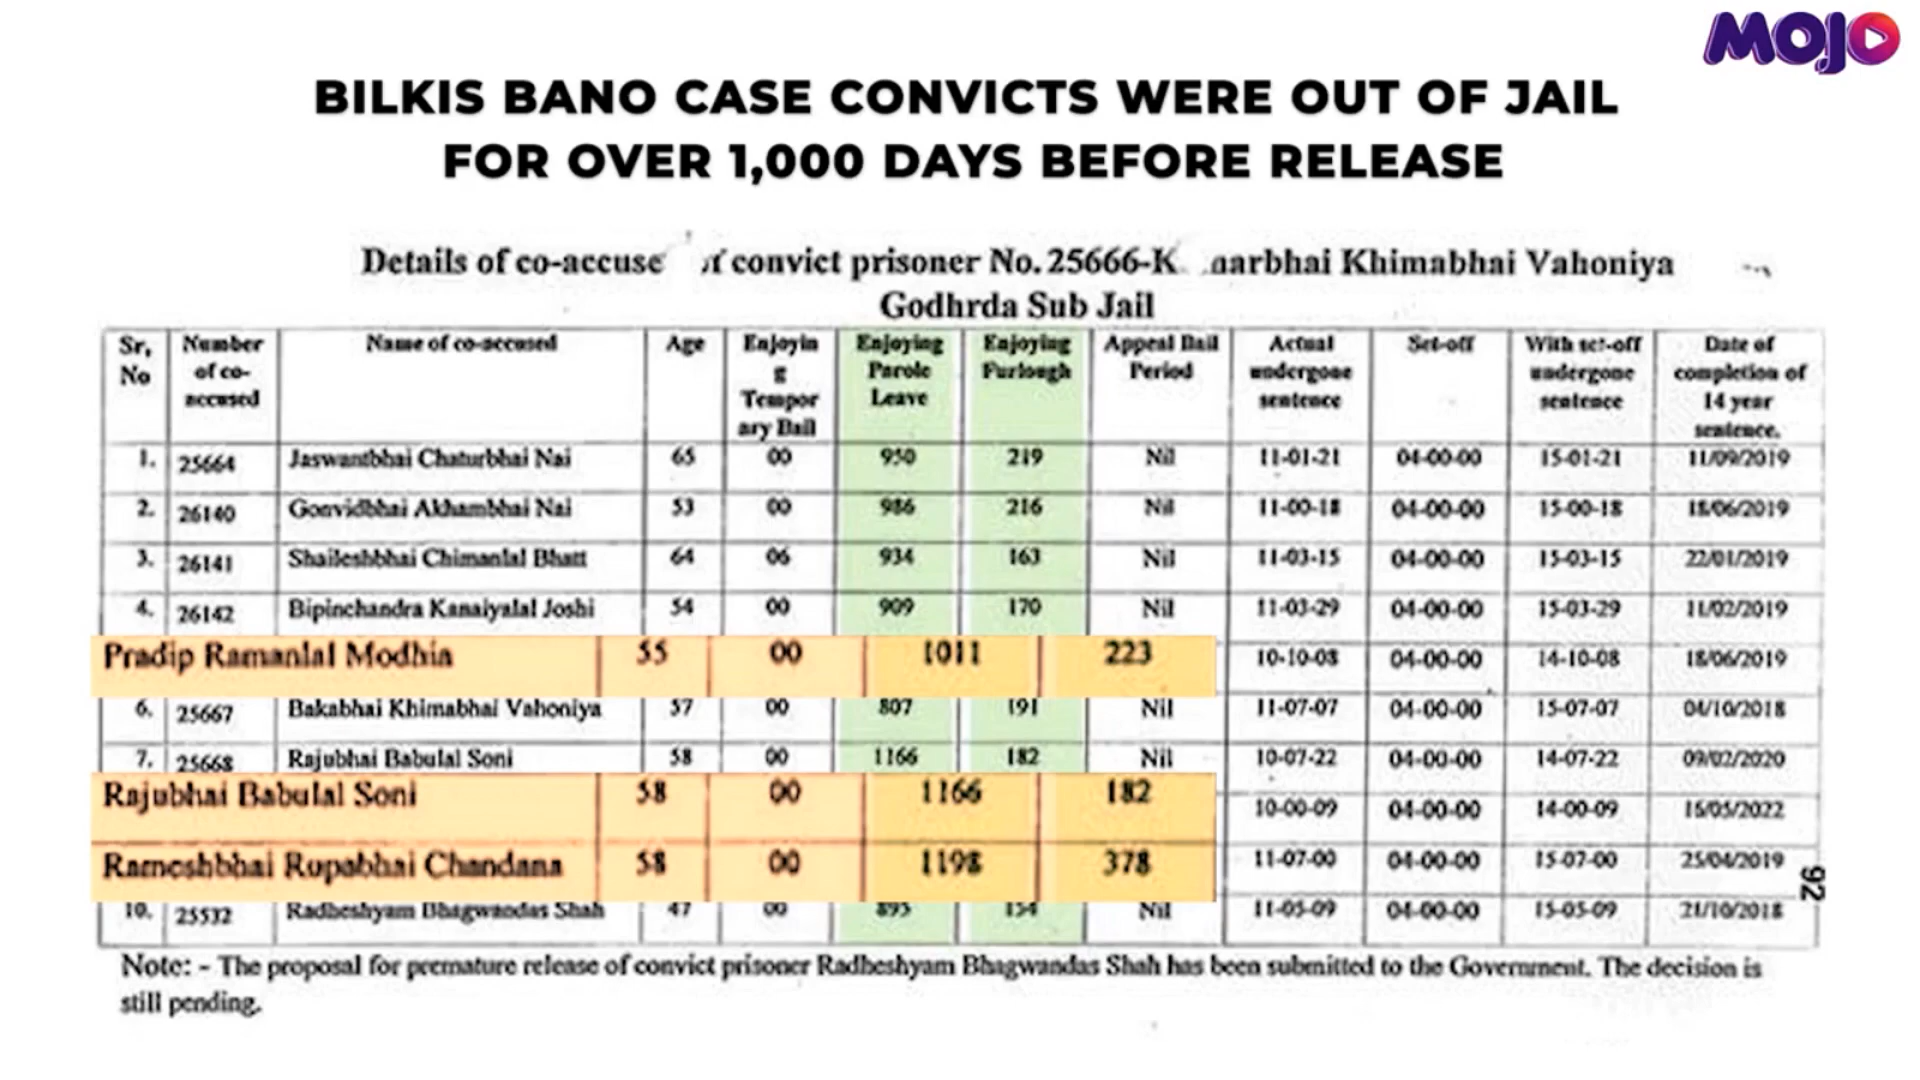 MOJO
BILKIS BANO CASE CONVICTS WERE OUT OF JAIL
FOR OVER 1,000 DAYS BEFORE RELEASE
Details of co-accuse convict prisoner No. 25666-K aarbhai Khimabhai Vahoniya
Godhrda Sub Jail
Sr. No Number of co-accused Name of co-accused Age Enjoying Temporary Bail Enjoying Parole Leave Enjoying Furlough Appeal Bail Period Actual undergone sentence Set-off With set-off undergone sentence Date of completion of 14 year sentence.
1. 25664 Jaswantbhai Chaturbhai Nai 65 00 950 219 Nil 11-01-21 04-00-00 15-01-21 11/09/2019
2. 26140 Gonvidbhai Akhambhai Nai 53 00 986 216 Nil 11-00-18 04-00-00 15-00-18 18/06/2019
3. 26141 Shaileshbhai Chimanlal Bhatt 64 06 934 163 Nil 11-03-15 04-00-00 15-03-15 22/01/2019
4. 26142 Bipinchandra Kanaiyalal Joshi 54 00 909 170 Nil 11-03-29 04-00-00 15-03-29 11/02/2019
Pradip Ramanlal Modhia 55 00 1011 223 10-10-08 04-00-00 14-10-08 18/06/2019
6. 25667 Bakabhai Khimabhai Vahoniya 57 00 807 191 Nil 11-07-07 04-00-00 15-07-07 04/10/2018
7. 25668 Rajubhai Babulal Soni 58 00 1166 182 Nil 10-07-22 04-00-00 14-07-22 09/02/2020
Rajubhai Babulal Soni 58 00 1166 182 10-00-09 04-00-00 14-00-09 16/05/2022
Rameshbhai Rupabhai Chandana 58 00 1198 378 11-07-00 04-00-00 15-07-00 25/04/2019
10. 25532 Radheshyam Bhagwandas Shah 47 00 895 154 Nil 11-05-09 04-00-00 15-05-09 21/10/2018
92
Note: - The proposal for premature release of convict prisoner Radheshyam Bhagwandas Shah has been submitted to the Government. The decision is
still pending.